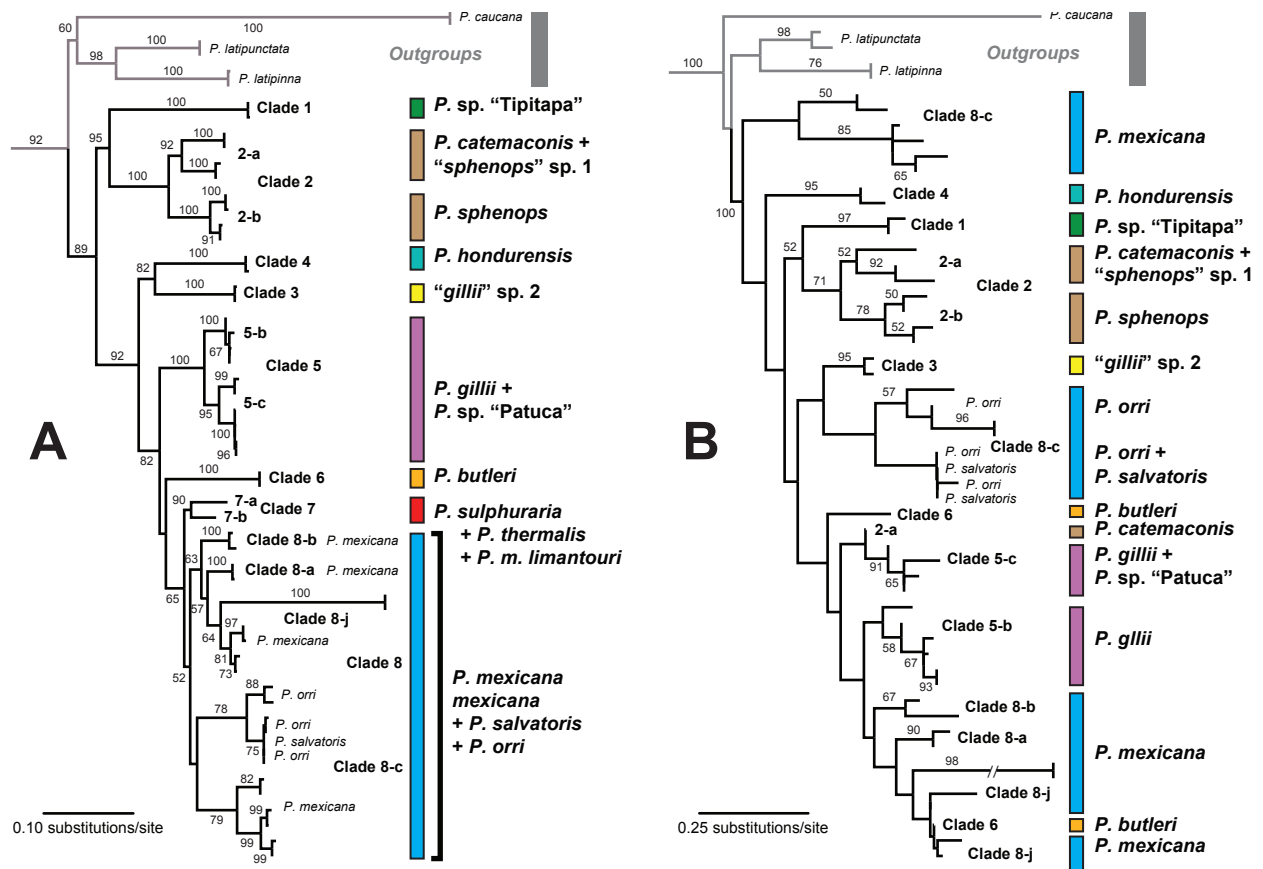 P. caucana
60
100
100
P. latipunctata
Outgroups
98
100
P. latipinna
100
Clade 1
P. sp. “Tipitapa”
92
95
100
92
2-a
P. catemaconis +
“sphenops” sp. 1
100
100
Clade 2
100
100
2-b
P. sphenops
91
89
100
Clade 4
P. hondurensis
82
100
Clade 3
“gillii” sp. 2
100
5-b
67
92
100
Clade 5
99
5-c
95
100
96
P. gillii +
P. sp. “Patuca”
A
82
100
Clade 6
P. butleri
90
7-a
Clade 7
7-b
P. sulphuraria
+ P. thermalis
+ P. m. limantouri
100
Clade 8-b
P. mexicana
63
100
Clade 8-a
P. mexicana
65
57
100
Clade 8-j
64
97
P. mexicana
81
73
Clade 8
52
88
P. orri
78
P. orri
P. salvatoris
75
P. orri
Clade 8-c
P. mexicana
mexicana
+ P. salvatoris
+ P. orri
82
P. mexicana
99
79
99
99
0.10 substitutions/site
P. caucana
98
P. latipunctata
Outgroups
100
76
P. latipinna
50
Clade 8-c
85
65
P. mexicana
100
95
Clade 4
P. hondurensis
97
Clade 1
P. sp. “Tipitapa”
52
52
2-a
92
P. catemaconis +
“sphenops” sp. 1
71
Clade 2
50
78
2-b
52
P. sphenops
95
Clade 3
“gillii” sp. 2
57
P. orri
P. orri
96
Clade 8-c
P. orri
P. salvatoris
P. orri
P. salvatoris
P. orri +
P. salvatoris
B
Clade 6
P. butleri
2-a
P. catemaconis
91
Clade 5-c
65
P. gillii +
P. sp. “Patuca”
Clade 5-b
58
67
93
P. gllii
67
Clade 8-b
90
Clade 8-a
P. mexicana
98
Clade 8-j
Clade 6
P. butleri
Clade 8-j
P. mexicana
0.25 substitutions/site